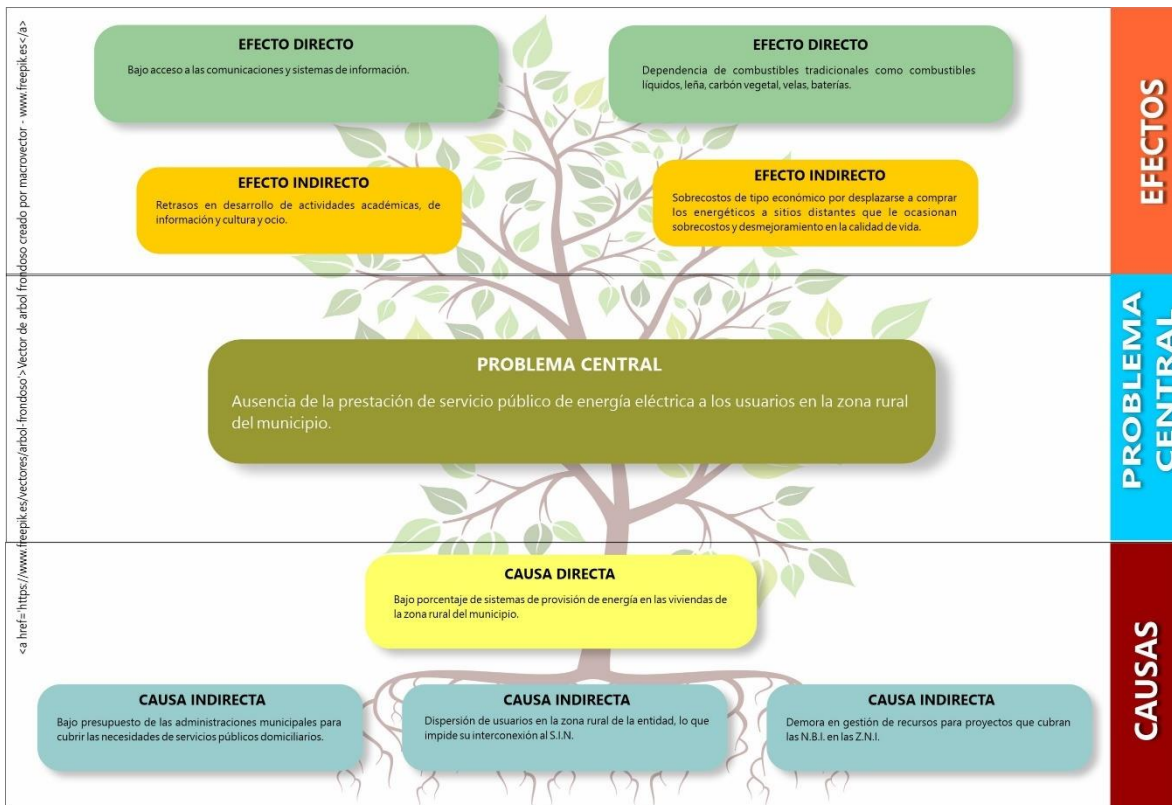 <a href='https://www.freepik.es/vectores/arbol-frondoso'>Vector de arbol frondoso creado por macrovector - www.freepik.es</a>
EFECTO DIRECTO
Bajo acceso a las comunicaciones y sistemas de información.
EFECTO DIRECTO
Dependencia de combustibles tradicionales como combustibles
líquidos, leña, carbón vegetal, velas, baterías.
EFECTO INDIRECTO
Retrasos en desarrollo de actividades académicas, de
información y cultura y ocio.
EFECTO INDIRECTO
Sobrecostos de tipo económico por desplazarse a comprar
los energéticos a sitios distantes que le ocasionan
sobrecostos y desmejoramiento en la calidad de vida.
EFECTOS
PROBLEMA CENTRAL
Ausencia de la prestación de servicio público de energía eléctrica a los usuarios en la zona rural
del municipio.
PROBLEMA
CENTRAL
CAUSA DIRECTA
Bajo porcentaje de sistemas de provisión de energía en las viviendas de
la zona rural del municipio.
CAUSA INDIRECTA
Bajo presupuesto de las administraciones municipales para
cubrir las necesidades de servicios públicos domiciliarios.
CAUSA INDIRECTA
Dispersión de usuarios en la zona rural de la entidad, lo que
impide su interconexión al S.I.N.
CAUSA INDIRECTA
Demora en gestión de recursos para proyectos que cubran
las N.B.I. en las Z.N.I.
CAUSAS